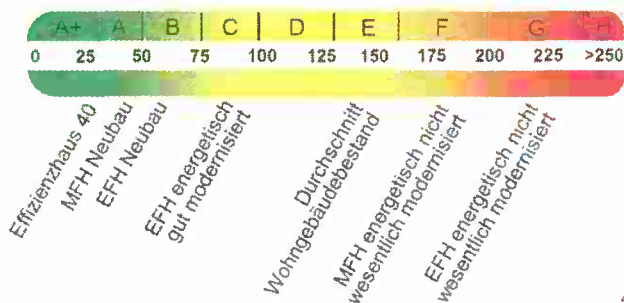 A+ A B C D E F G H
0 25 50 75 100 125 150 175 200 225 >250
Effizienzhaus 40
MFH Neubau
EFH Neubau
EFH energetisch
gut modernisiert
Durchschnitt
Wohngebäudebestand
MFH energetisch nicht
wesentlich modernisiert
EFH energetisch nicht
wesentlich modernisiert